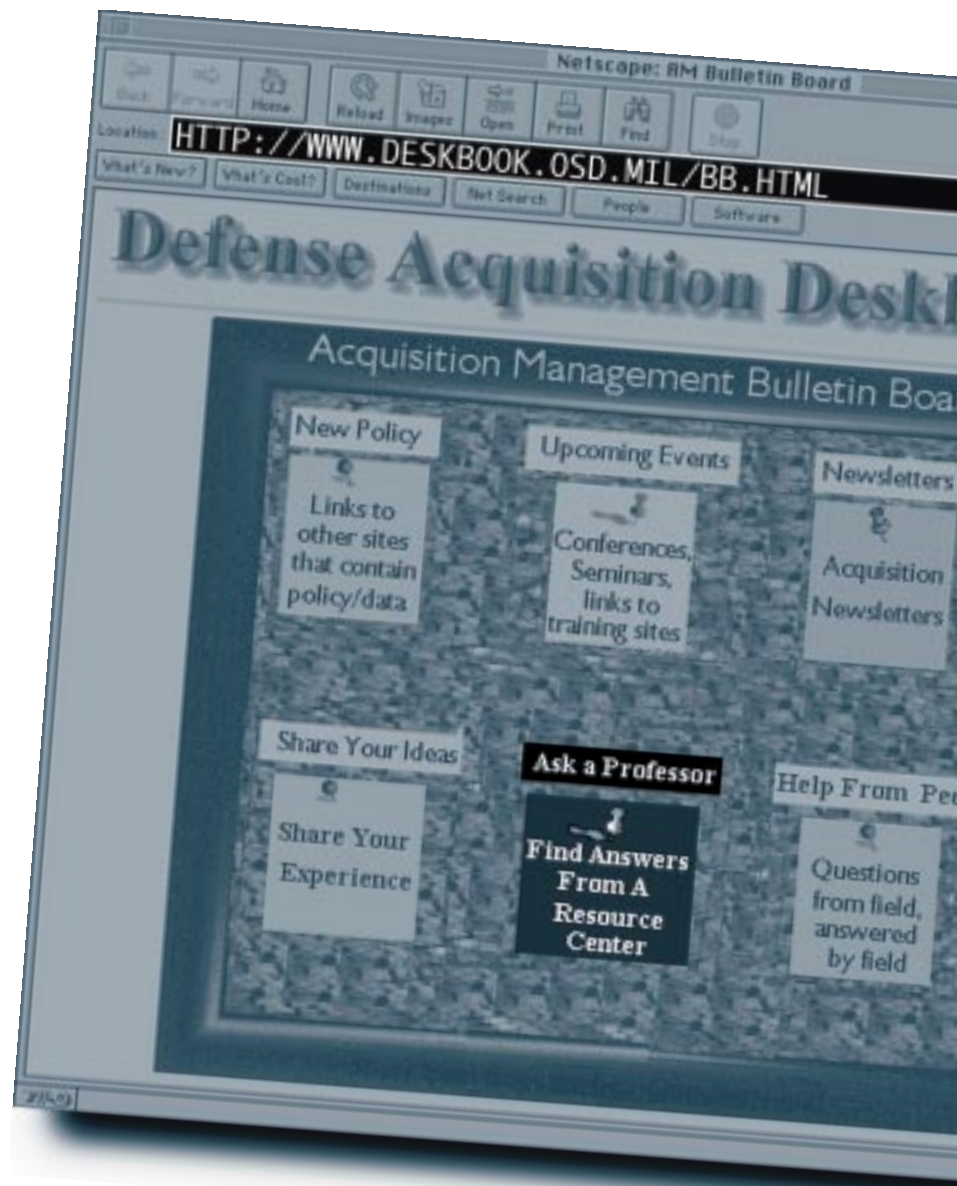 Netscape: AM Bulletin Board
Back
Forward
Home
Reload
Images
Open
Print
Find
Stop
Location:
HTTP://WWW.DESKBOOK.OSD.MIL/BB.HTML
What's New?
What's Cool?
Destinations
Net Search
People
Software
Defense Acquisition Deskb
Acquisition Management Bulletin Boa
New Policy
Links to
other sites
that contain
policy/data
Upcoming Events
Conferences,
Seminars,
links to
training sites
Newsletters
Acquisition
Newsletters
Share Your Ideas
Share Your
Experience
Ask a Professor
Find Answers
From A
Resource
Center
Help From Pee
Questions
from field,
answered
by field